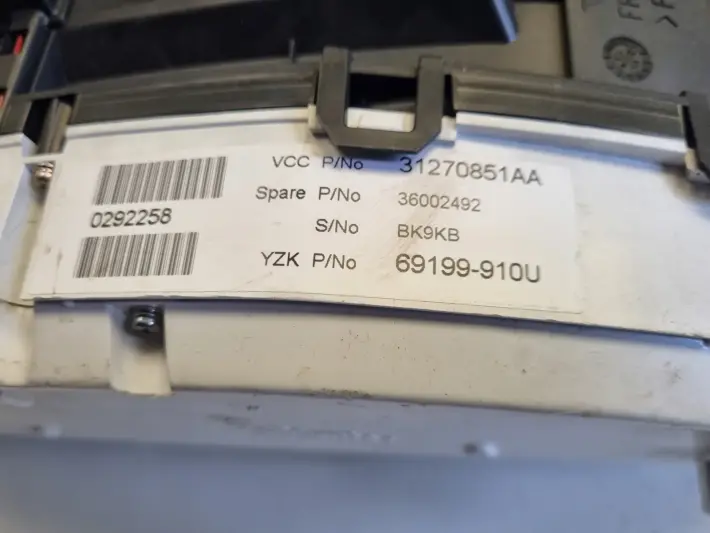 VCC P/No 31270851AA
Spare P/No 36002492
0292258
S/No BK9KB
YZK P/No 69199-910U